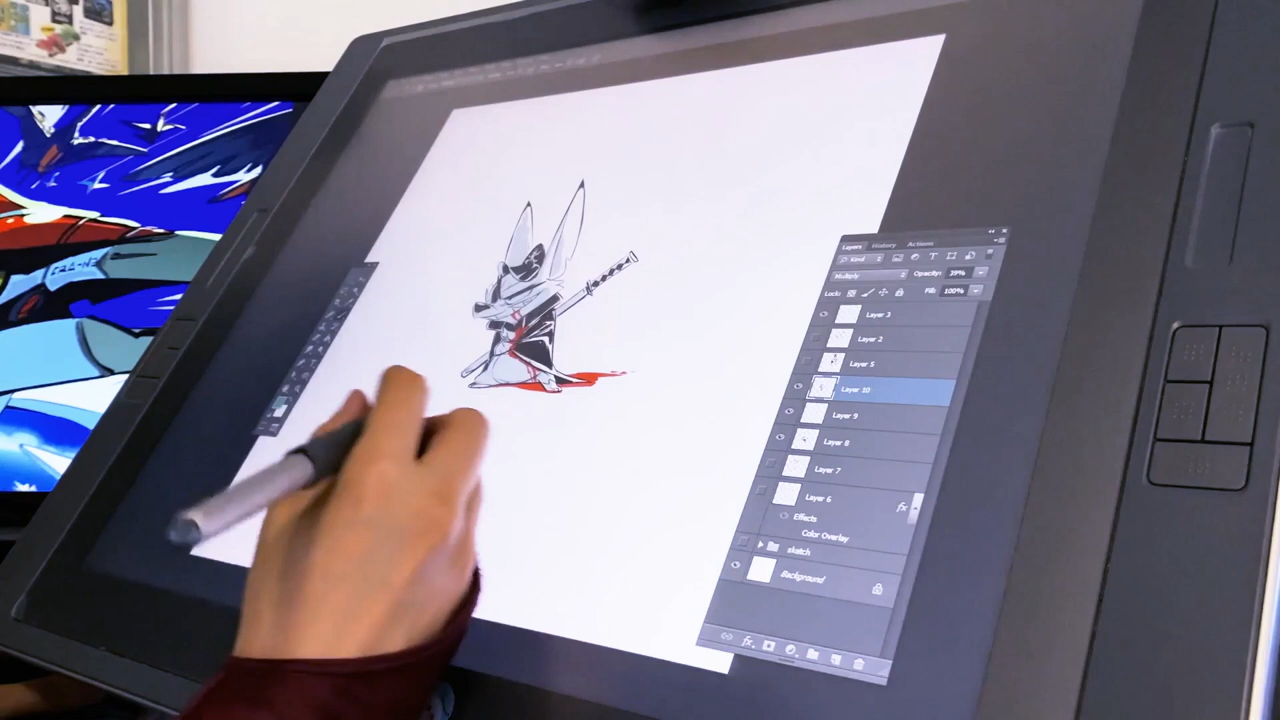 Layers History Actions
Kind
Multiply Opacity: 39%
Lock: Fill: 100%
Layer 3
Layer 2
Layer 5
Layer 10
Layer 9
Layer 8
Layer 7
Layer 6 fx
Effects
Color Overlay
sketch
Background
fx